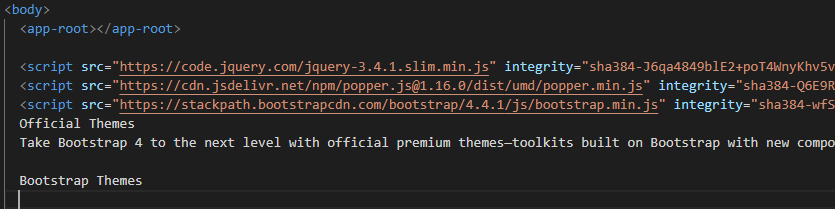 <body>
<app-root></app-root>
<script src="https://code.jquery.com/jquery-3.4.1.slim.min.js" integrity="sha384-J6qa4849blE2+poT4WnyKhv5v
<script src="https://cdn.jsdelivr.net/npm/popper.js@1.16.0/dist/umd/popper.min.js" integrity="sha384-Q6E9R
<script src="https://stackpath.bootstrapcdn.com/bootstrap/4.4.1/js/bootstrap.min.js" integrity="sha384-wfS
Official Themes
Take Bootstrap 4 to the next level with official premium themes—toolkits built on Bootstrap with new compo
Bootstrap Themes